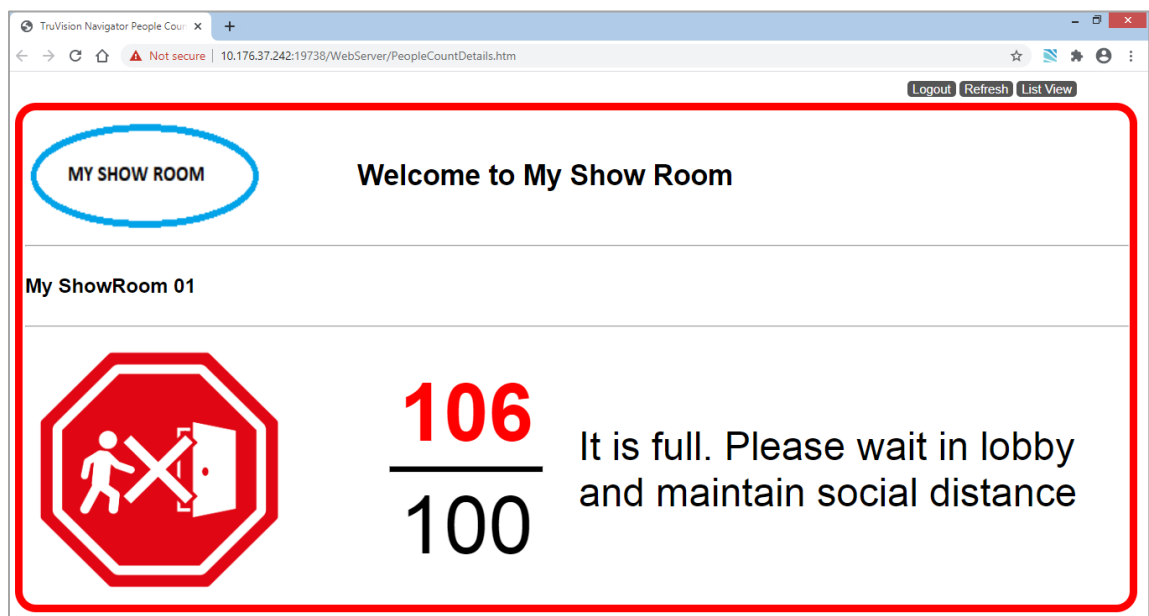 TruVision Navigator People Coun
Not secure | 10.176.37.242:19738/WebServer/PeopleCountDetails.htm
Logout Refresh List View
MY SHOW ROOM
Welcome to My Show Room
My ShowRoom 01
106
100
It is full. Please wait in lobby
and maintain social distance